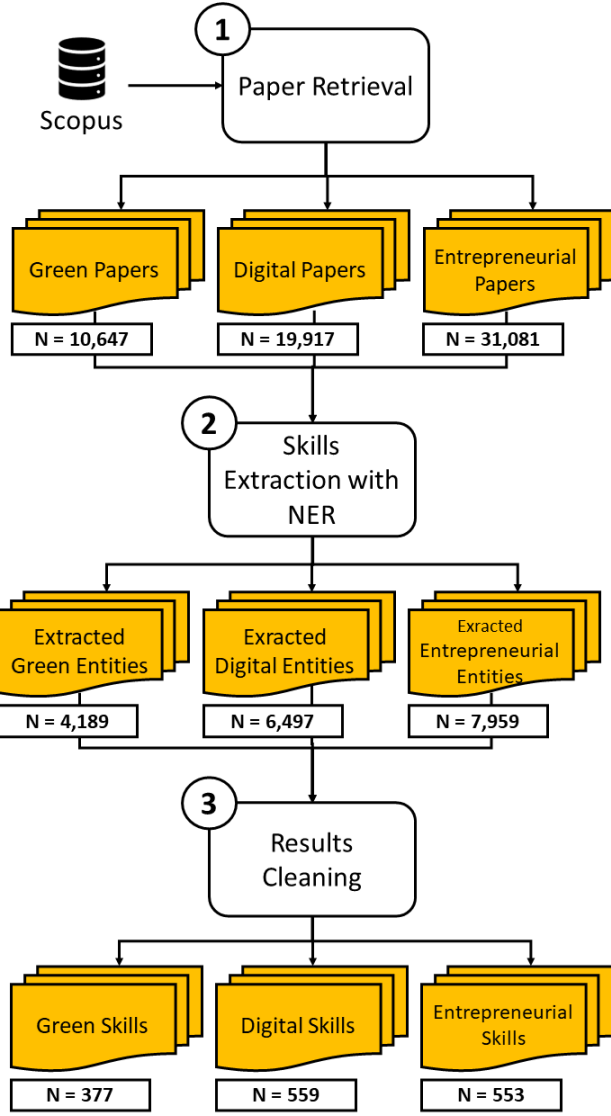 1
Paper Retrieval
Scopus
Green Papers
Digital Papers
Entrepreneurial
Papers
N = 10,647
N = 19,917
N = 31,081
2
Skills
Extraction with
NER
Extracted
Green Entities
Exracted
Digital Entities
Exracted
Entrepreneurial
Entities
N = 4,189
N = 6,497
N = 7,959
3
Results
Cleaning
Green Skills
Digital Skills
Entrepreneurial
Skills
N = 377
N = 559
N = 553